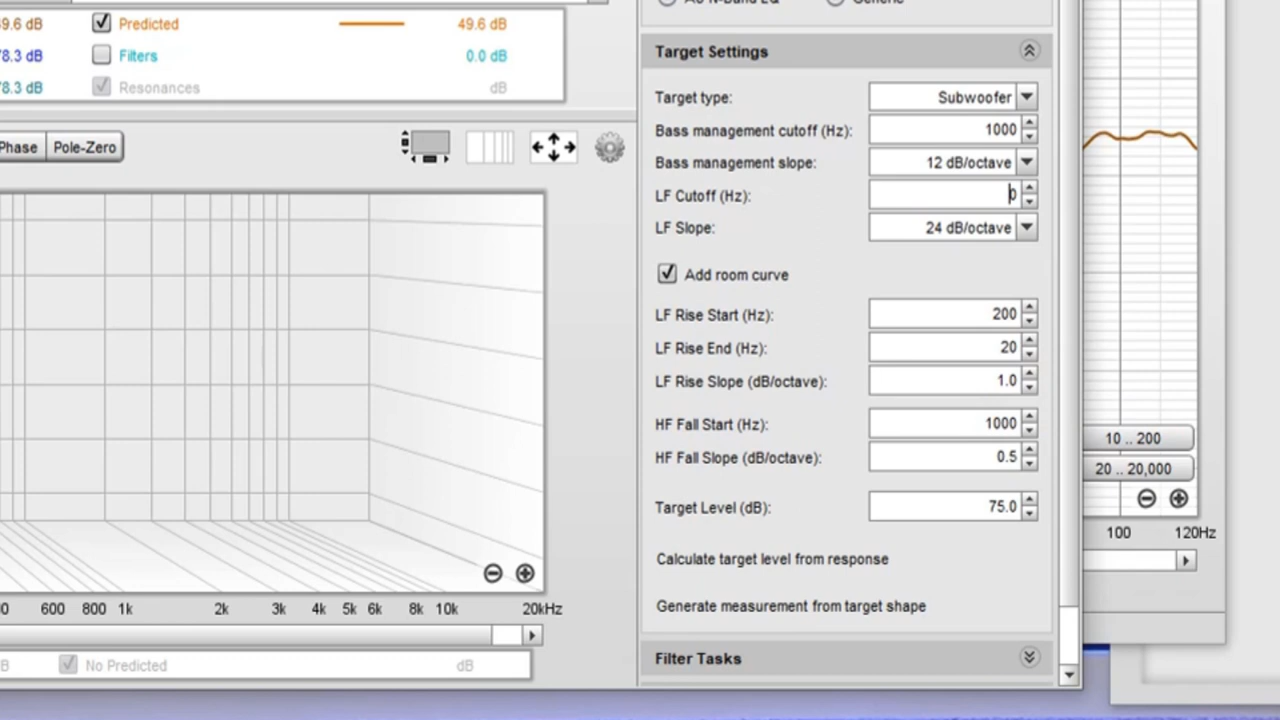 49.6 dB Predicted 49.6 dB
78.3 dB Filters 0.0 dB
78.3 dB Resonances dB
Phase Pole-Zero
600 800 1k 2k 3k 4k 5k 6k 8k 10k 20kHz
No Predicted dB
Target Settings
Target type: Subwoofer
Bass management cutoff (Hz): 1000
Bass management slope: 12 dB/octave
LF Cutoff (Hz): 0
LF Slope: 24 dB/octave
Add room curve
LF Rise Start (Hz): 200
LF Rise End (Hz): 20
LF Rise Slope (dB/octave): 1.0
HF Fall Start (Hz): 1000
HF Fall Slope (dB/octave): 0.5
Target Level (dB): 75.0
Calculate target level from response
Generate measurement from target shape
Filter Tasks
10 .. 200
20 .. 20,000
100 120Hz